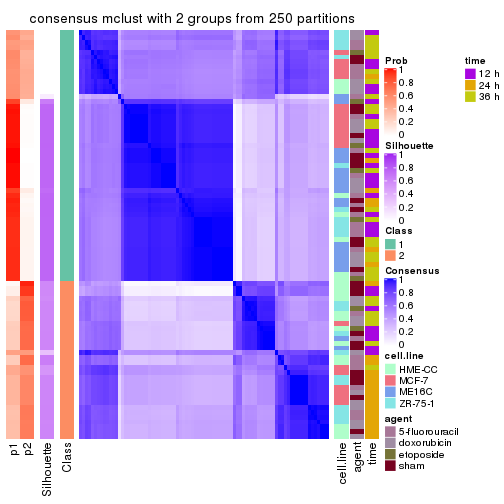 consensus mclust with 2 groups from 250 partitions
Prob
1
0.8
0.6
0.4
0.2
0
time
12 h
24 h
36 h
Silhouette
1
0.8
0.6
0.4
0.2
0
Class
1
2
Consensus
1
0.8
0.6
0.4
0.2
0
cell.line
HME-CC
MCF-7
ME16C
ZR-75-1
agent
5-fluorouracil
doxorubicin
etoposide
sham
p1
p2
Silhouette
Class
cell.line
agent
time